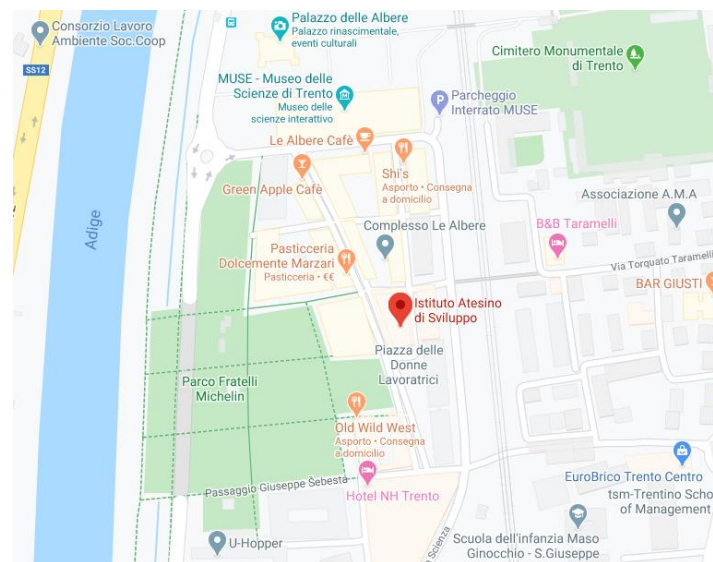 Consorzio Lavoro
Ambiente Soc.Coop
Palazzo delle Albere
Palazzo rinascimentale,
eventi culturali
Cimitero Monumentale
di Trento
SS12
MUSE - Museo delle
Scienze di Trento
Museo delle
scienze interattivo
Parcheggio
Interrato MUSE
Le Albere Cafè
Shi's
Asporto • Consegna
a domicilio
Green Apple Cafè
Associazione A.M.A
Adige
Complesso Le Albere
B&B Taramelli
Pasticceria
Dolcemente Marzari
Pasticceria • €€
Via Torquato Taramelli
BAR GIUSTI
Istituto Atesino
di Sviluppo
Piazza delle
Donne
Lavoratrici
Parco Fratelli
Michelin
Old Wild West
Asporto • Consegna
a domicilio
Passaggio Giuseppe Sebesta
Hotel NH Trento
EuroBrico Trento Centro
tsm-Trentino Scho
of Management
U-Hopper
Scienza
Scuola dell'infanzia Maso
Ginocchio - S.Giuseppe